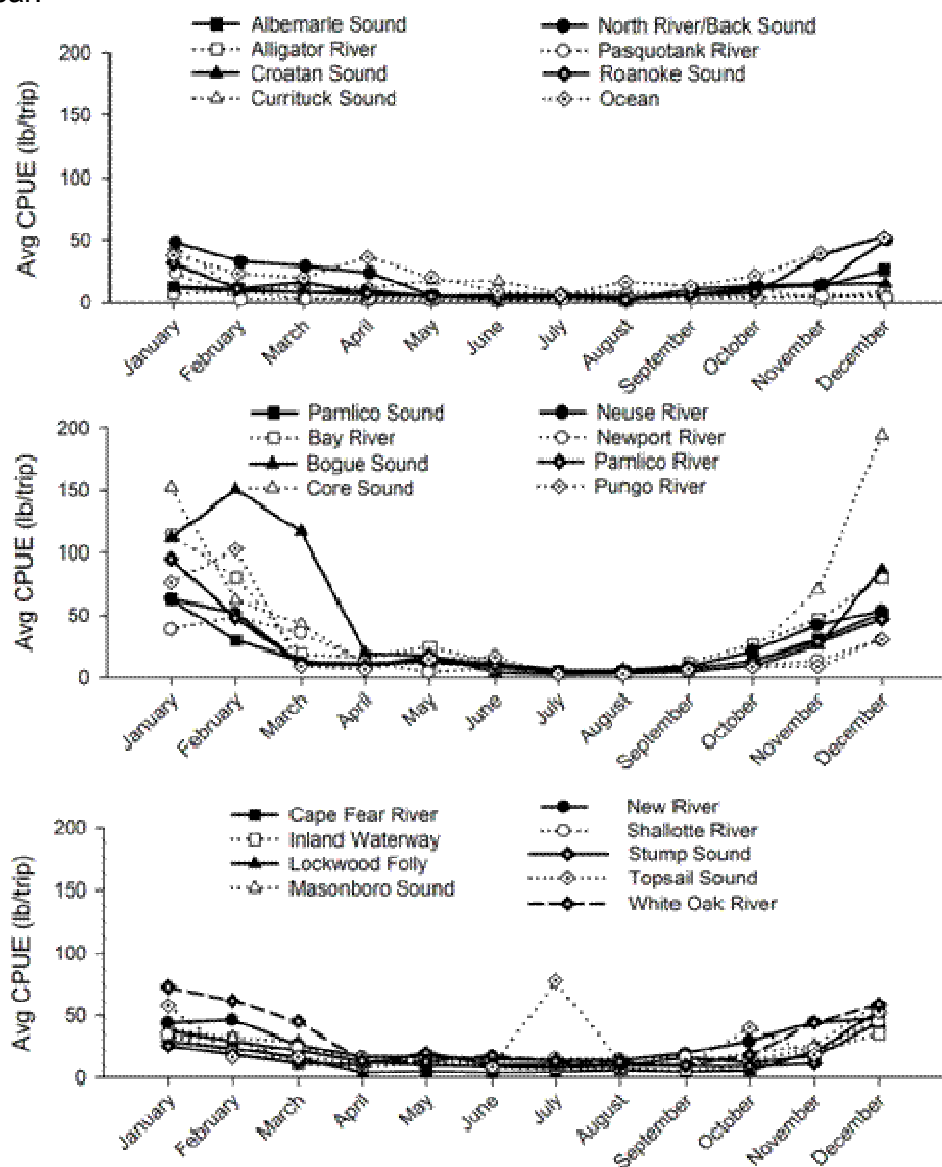 Albemarle Sound North River/Back Sound
Alligator River Pasquotank River
Croatan Sound Roanoke Sound
Currituck Sound Ocean
Avg CPUE (lb/trip)
200
150
100
50
0
January February March April May June July August September October November December
Pamlico Sound Neuse River
Bay River Newport River
Bogue Sound Pamlico River
Core Sound Pungo River
Avg CPUE (lb/trip)
200
150
100
50
0
January February March April May June July August September October November December
Cape Fear River New River
Inland Waterway Shallotte River
Lockwood Folly Stump Sound
Masonboro Sound Topsail Sound
White Oak River
Avg CPUE (lb/trip)
200
150
100
50
0
January February March April May June July August September October November December